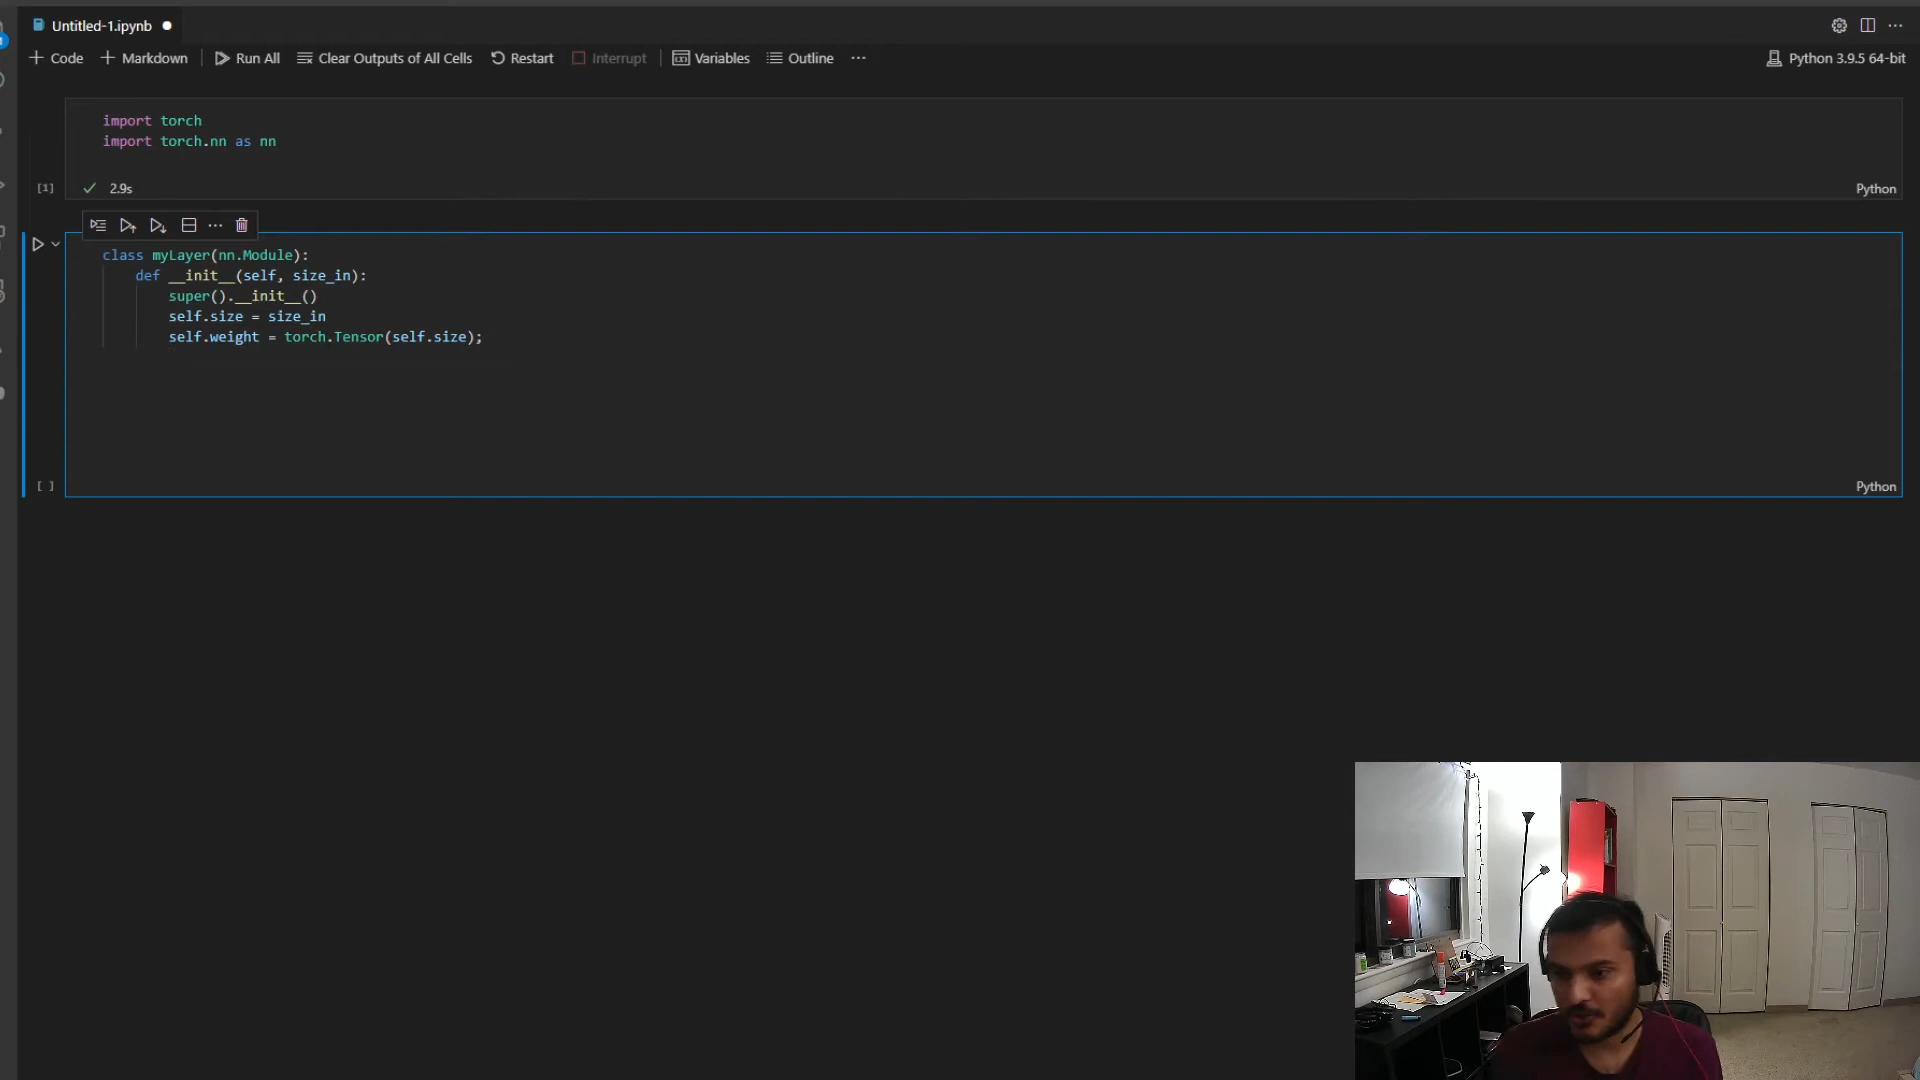 Untitled-1.ipynb
Code
Markdown
Run All
Clear Outputs of All Cells
Restart
Interrupt
Variables
Outline
Python 3.9.5 64-bit
import torch
import torch.nn as nn
[1]
2.9s
Python
class myLayer(nn.Module):
def __init__(self, size_in):
super().__init__()
self.size = size_in
self.weight = torch.Tensor(self.size);
[ ]
Python